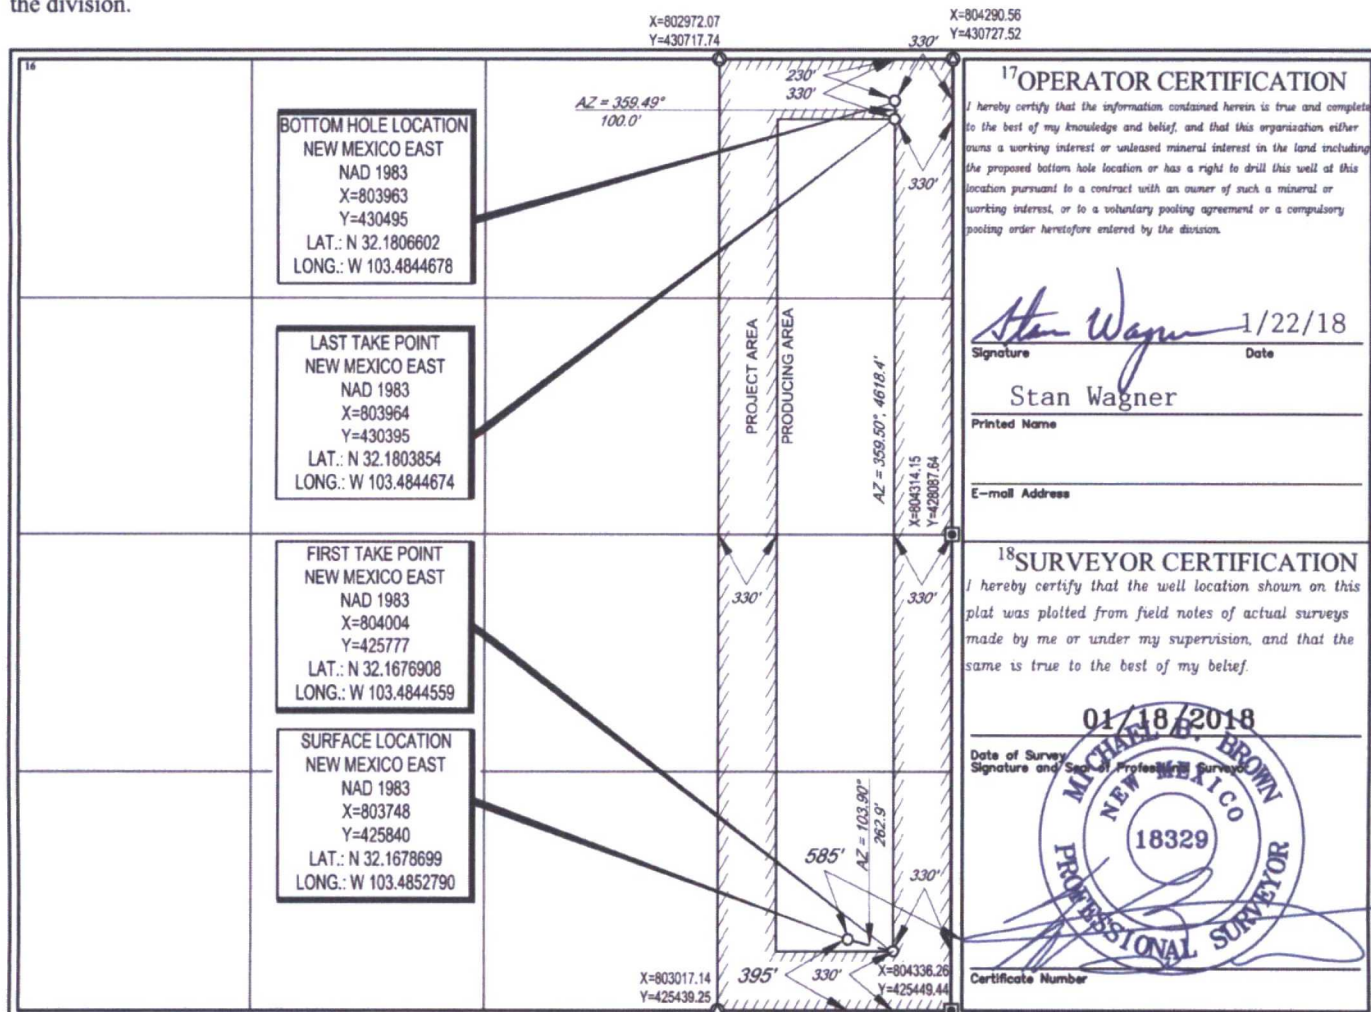 the division.
X=802972.07
Y=430717.74
X=804290.56
Y=430727.52
16
330'
230'
330'
AZ = 359.49°
100.0'
330'
BOTTOM HOLE LOCATION
NEW MEXICO EAST
NAD 1983
X=803963
Y=430495
LAT.: N 32.1806602
LONG.: W 103.4844678
LAST TAKE POINT
NEW MEXICO EAST
NAD 1983
X=803964
Y=430395
LAT.: N 32.1803854
LONG.: W 103.4844674
PROJECT AREA
PRODUCING AREA
AZ = 359.50°, 4618.4'
X=804314.15
Y=428087.64
FIRST TAKE POINT
NEW MEXICO EAST
NAD 1983
X=804004
Y=425777
LAT.: N 32.1676908
LONG.: W 103.4844559
330'
330'
SURFACE LOCATION
NEW MEXICO EAST
NAD 1983
X=803748
Y=425840
LAT.: N 32.1678699
LONG.: W 103.4852790
585'
AZ = 103.90°
262.9'
330'
395'
330'
X=803017.14
Y=425439.25
X=804336.26
Y=425449.44
17 OPERATOR CERTIFICATION
I hereby certify that the information contained herein is true and complete
to the best of my knowledge and belief, and that this organization either
owns a working interest or unleased mineral interest in the land including
the proposed bottom hole location or has a right to drill this well at this
location pursuant to a contract with an owner of such a mineral or
working interest, or to a voluntary pooling agreement or a compulsory
pooling order heretofore entered by the division.
Stan Wagner 1/22/18
Signature Date
Stan Wagner
Printed Name
E-mail Address
18 SURVEYOR CERTIFICATION
I hereby certify that the well location shown on this
plat was plotted from field notes of actual surveys
made by me or under my supervision, and that the
same is true to the best of my belief.
01/18/2018
Date of Survey
Signature and Seal of Professional Surveyor
MICHAEL B. BROWN
NEW MEXICO
18329
PROFESSIONAL SURVEYOR
Certificate Number